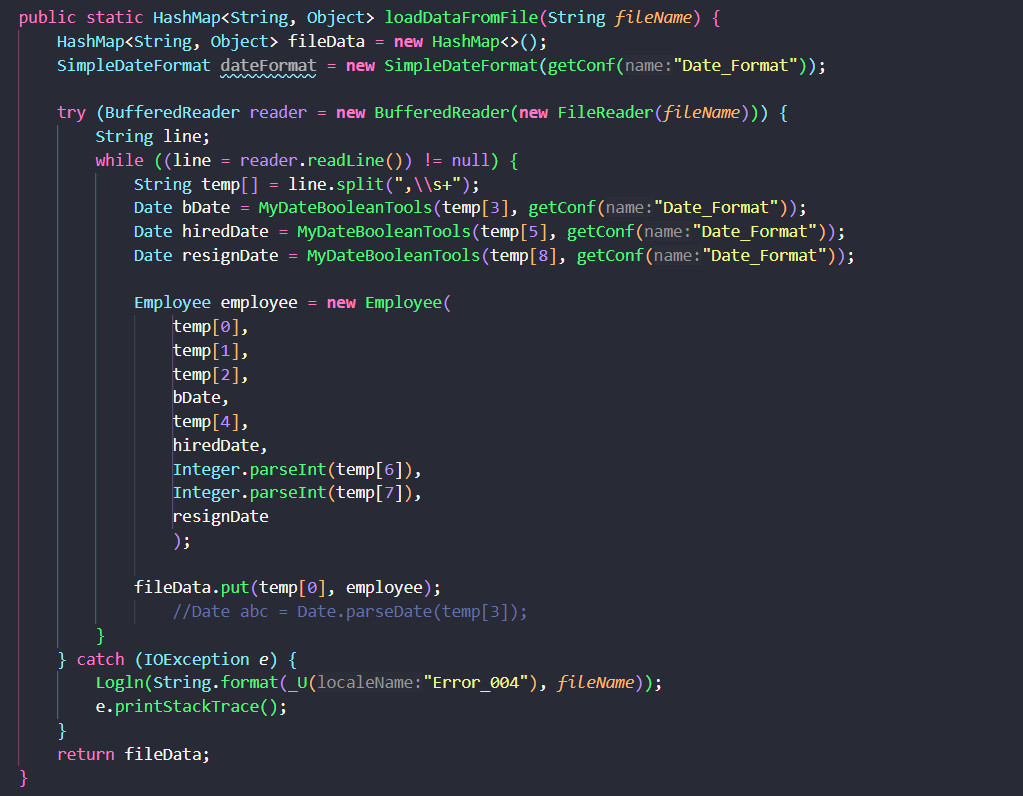 public static HashMap<String, Object> loadDataFromFile(String fileName) {
HashMap<String, Object> fileData = new HashMap<>();
SimpleDateFormat dateFormat = new SimpleDateFormat(getConf(name:"Date_Format"));
try (BufferedReader reader = new BufferedReader(new FileReader(fileName))) {
String line;
while ((line = reader.readLine()) != null) {
String temp[] = line.split(",\\s+");
Date bDate = MyDateBooleanTools(temp[3], getConf(name:"Date_Format"));
Date hiredDate = MyDateBooleanTools(temp[5], getConf(name:"Date_Format"));
Date resignDate = MyDateBooleanTools(temp[8], getConf(name:"Date_Format"));
Employee employee = new Employee(
temp[0],
temp[1],
temp[2],
bDate,
temp[4],
hiredDate,
Integer.parseInt(temp[6]),
Integer.parseInt(temp[7]),
resignDate
);
fileData.put(temp[0], employee);
//Date abc = Date.parseDate(temp[3]);
}
} catch (IOException e) {
Logln(String.format(_U(localeName:"Error_004"), fileName));
e.printStackTrace();
}
return fileData;
}